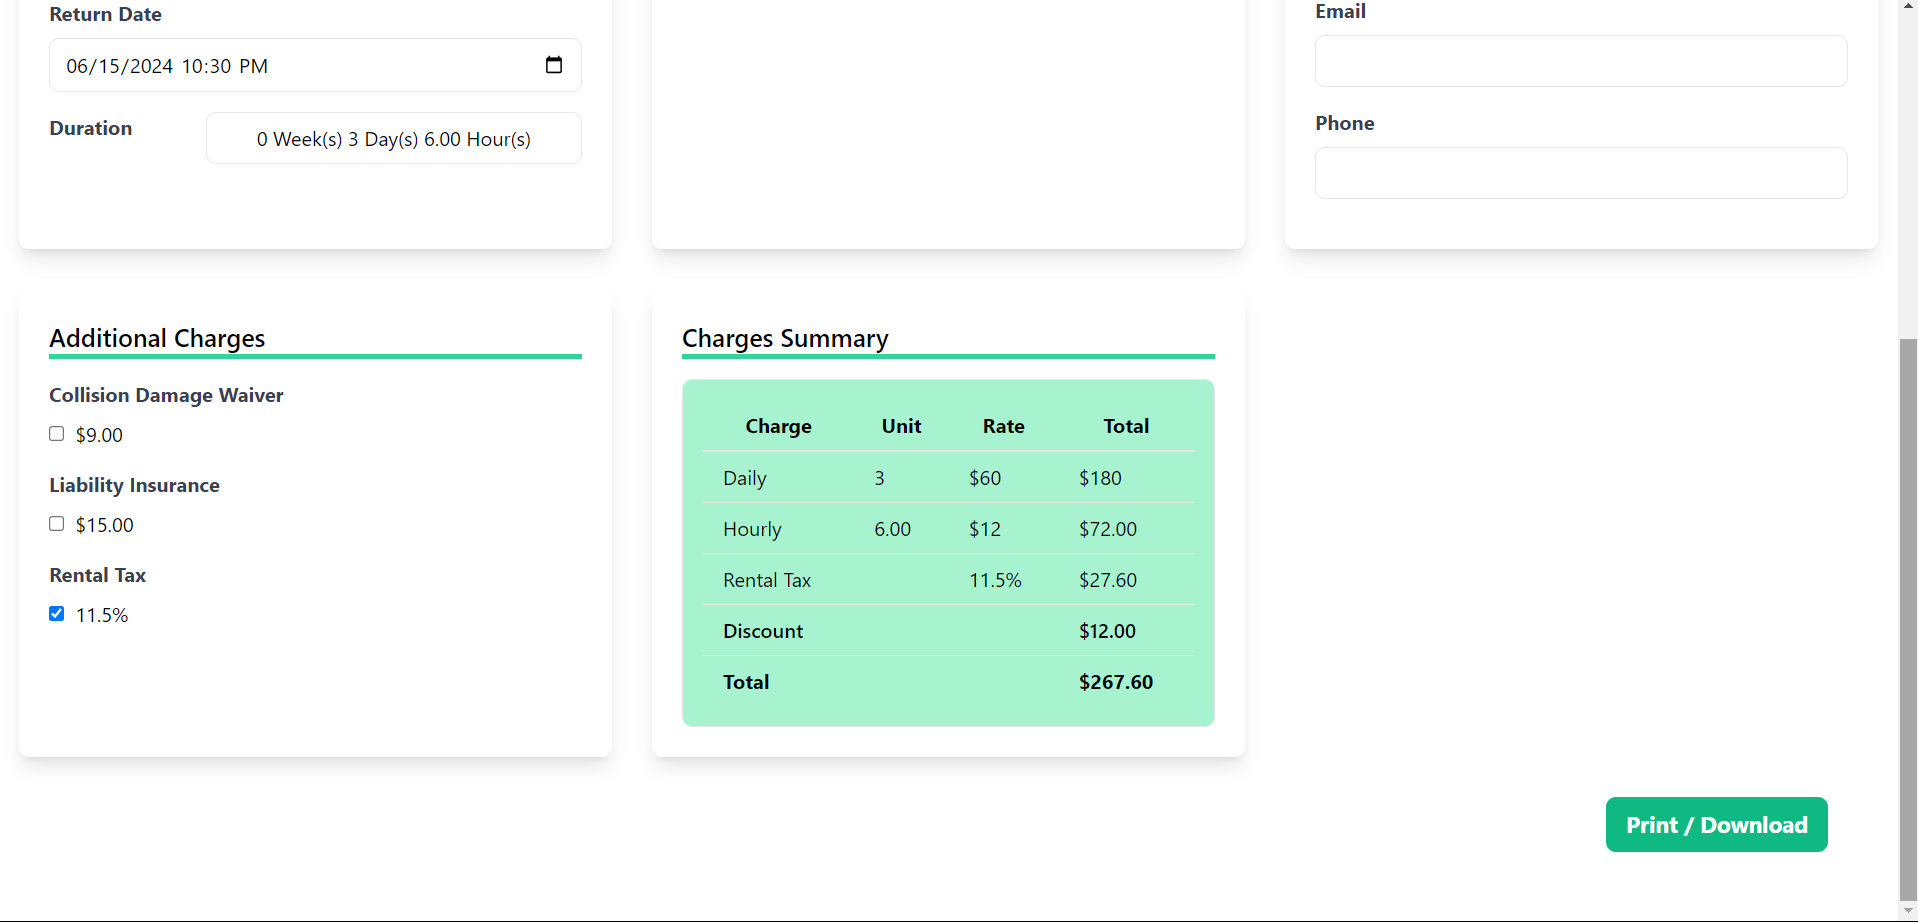 Return Date
06/15/2024 10:30 PM
Duration
0 Week(s) 3 Day(s) 6.00 Hour(s)
Email
Phone
Additional Charges
Collision Damage Waiver
$9.00
Liability Insurance
$15.00
Rental Tax
11.5%
Charges Summary
Charge Unit Rate Total
Daily 3 $60 $180
Hourly 6.00 $12 $72.00
Rental Tax 11.5% $27.60
Discount $12.00
Total $267.60
Print / Download